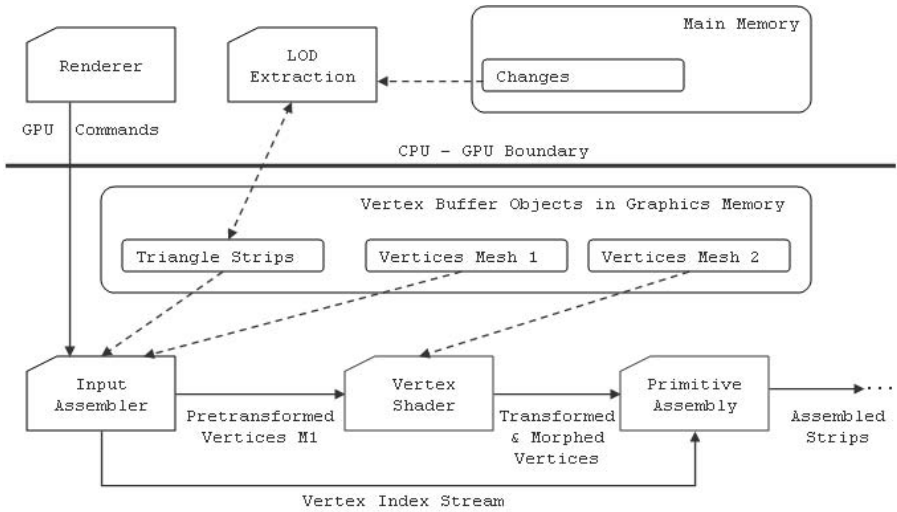 Main Memory
Renderer
LOD
Extraction
Changes
GPU Commands
CPU - GPU Boundary
Vertex Buffer Objects in Graphics Memory
Triangle Strips
Vertices Mesh 1
Vertices Mesh 2
Input
Assembler
Vertex
Shader
Primitive
Assembly
...
Pretransformed
Vertices M1
Transformed
& Morphed
Vertices
Assembled
Strips
Vertex Index Stream